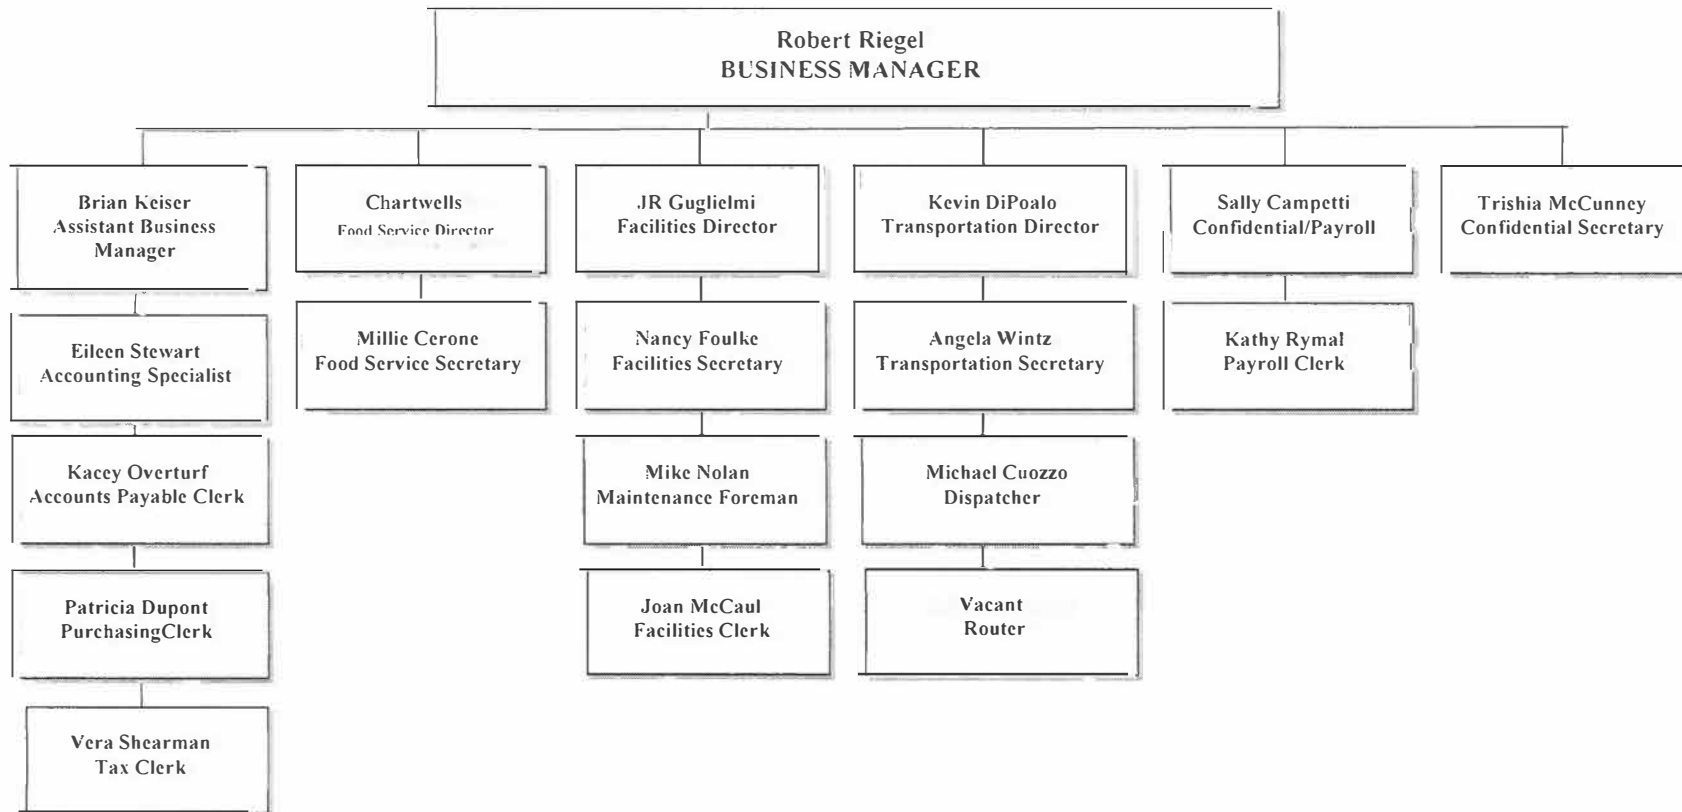 Robert Riegel
BUSINESS MANAGER
Brian Keiser
Assistant Business
Manager
Chartwells
Food Service Director
JR Guglielmi
Facilities Director
Kevin DiPoalo
Transportation Director
Sally Campetti
Confidential/Payroll
Trishia McCunney
Confidential Secretary
Eileen Stewart
Accounting Specialist
Millie Cerone
Food Service Secretary
Nancy Foulke
Facilities Secretary
Angela Wintz
Transportation Secretary
Kathy Rymal
Payroll Clerk
Kacey Overturf
Accounts Payable Clerk
Mike Nolan
Maintenance Foreman
Michael Cuozzo
Dispatcher
Patricia Dupont
PurchasingClerk
Joan McCaul
Facilities Clerk
Vacant
Router
Vera Shearman
Tax Clerk